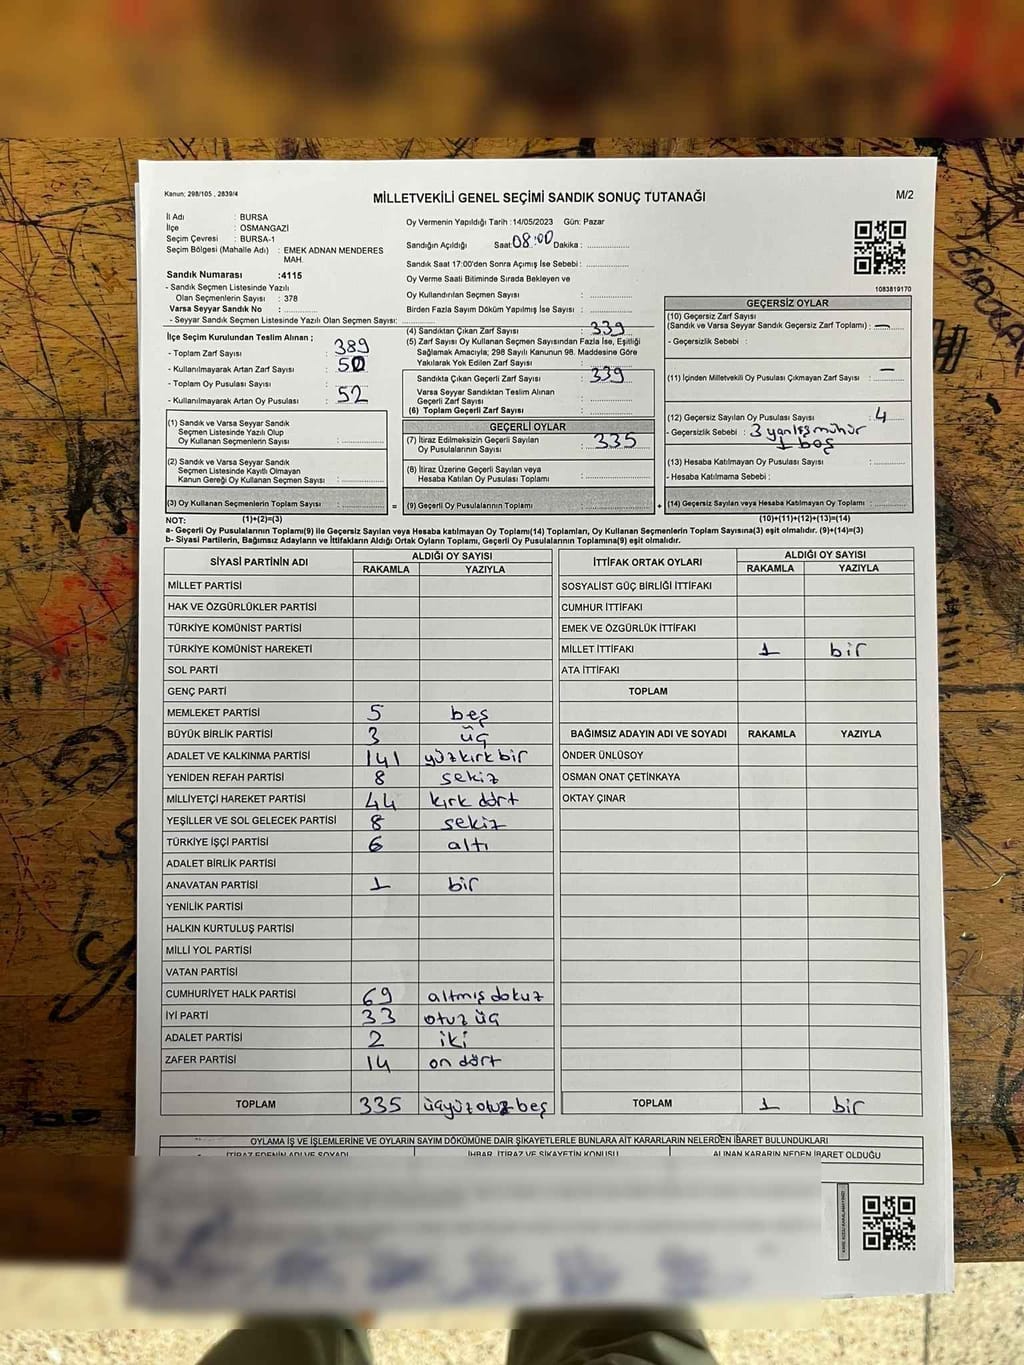 Kanun; 298/105 , 2839/4
MİLLETVEKİLİ GENEL SEÇİMİ SANDIK SONUÇ TUTANAĞI
M/2
İl Adı : BURSA
İlçe : OSMANGAZİ
Seçim Çevresi : BURSA-1
Seçim Bölgesi (Mahalle Adı) : EMEK ADNAN MENDERES
MAH.
Sandık Numarası :4115
- Sandık Seçmen Listesinde Yazılı
Olan Seçmenlerin Sayısı : 378
Varsa Seyyar Sandık No :
- Seyyar Sandık Seçmen Listesinde Yazılı Olan Seçmen Sayısı:
Oy Vermenin Yapıldığı Tarih :14/05/2023 Gün: Pazar
Sandığın Açıldığı Saat 08:00 Dakika :
Sandık Saat 17:00'den Sonra Açımış İse Sebebi :
Oy Verme Saati Bitiminde Sırada Bekleyen ve
Oy Kullandırılan Seçmen Sayısı :
Birden Fazla Sayım Döküm Yapılmış İse Sayısı :
1083819170
İlçe Seçim Kurulundan Teslim Alınan ;
- Toplam Zarf Sayısı : 389
- Kullanılmayarak Artan Zarf Sayısı : 50
- Toplam Oy Pusulası Sayısı :
- Kullanılmayarak Artan Oy Pusulası : 52
(4) Sandıktan Çıkan Zarf Sayısı : 339
(5) Zarf Sayısı Oy Kullanan Seçmen Sayısından Fazla İse, Eşitliği
Sağlamak Amacıyla; 298 Sayılı Kanunun 98. Maddesine Göre
Yakılarak Yok Edilen Zarf Sayısı :
Sandıkta Çıkan Geçerli Zarf Sayısı : 339
Varsa Seyyar Sandıktan Teslim Alınan
Geçerli Zarf Sayısı :
(6) Toplam Geçerli Zarf Sayısı :
GEÇERSİZ OYLAR
(10) Geçersiz Zarf Sayısı
(Sandık ve Varsa Seyyar Sandık Geçersiz Zarf Toplamı) : —
- Geçersizlik Sebebi :
(11) İçinden Milletvekili Oy Pusulası Çıkmayan Zarf Sayısı : —
(12) Geçersiz Sayılan Oy Pusulası Sayısı : 4
- Geçersizlik Sebebi : 3 yanlış mühür
1 boş
(13) Hesaba Katılmayan Oy Pusulası Sayısı :
- Hesaba Katılmama Sebebi :
(14) Geçersiz Sayılan veya Hesaba Katılmayan Oy Toplamı :
(1) Sandık ve Varsa Seyyar Sandık
Seçmen Listesinde Yazılı Olup
Oy Kullanan Seçmenlerin Sayısı :
(2) Sandık ve Varsa Seyyar Sandık
Seçmen Listesinde Kayıtlı Olmayan
Kanun Gereği Oy Kullanan Seçmen Sayısı :
(3) Oy Kullanan Seçmenlerin Toplam Sayısı :
=
GEÇERLİ OYLAR
(7) İtiraz Edilmeksizin Geçerli Sayılan
Oy Pusulalarının Sayısı : 335
(8) İtiraz Üzerine Geçerli Sayılan veya
Hesaba Katılan Oy Pusulası Toplamı :
(9) Geçerli Oy Pusulalarının Toplamı :
+
NOT: (1)+(2)=(3) (10)+(11)+(12)+(13)=(14)
a- Geçerli Oy Pusulalarının Toplamı(9) ile Geçersiz Sayılan veya Hesaba katılmayan Oy Toplamı(14) Toplamları, Oy Kullanan Seçmenlerin Toplam Sayısına(3) eşit olmalıdır. (9)+(14)=(3)
b- Siyasi Partilerin, Bağımsız Adayların ve İttifakların Aldığı Ortak Oyların Toplamı, Geçerli Oy Pusulalarının Toplamına(9) eşit olmalıdır.
SİYASİ PARTİNİN ADI ALDIĞI OY SAYISI
RAKAMLA YAZIYLA
MİLLET PARTİSİ
HAK VE ÖZGÜRLÜKLER PARTİSİ
TÜRKİYE KOMÜNİST PARTİSİ
TÜRKİYE KOMÜNİST HAREKETİ
SOL PARTİ
GENÇ PARTİ
MEMLEKET PARTİSİ 5 beş
BÜYÜK BİRLİK PARTİSİ 3 üç
ADALET VE KALKINMA PARTİSİ 141 yüzkırkbir
YENİDEN REFAH PARTİSİ 8 sekiz
MİLLİYETÇİ HAREKET PARTİSİ 44 kırk dört
YEŞİLLER VE SOL GELECEK PARTİSİ 8 sekiz
TÜRKİYE İŞÇİ PARTİSİ 6 altı
ADALET BİRLİK PARTİSİ
ANAVATAN PARTİSİ 1 bir
YENİLİK PARTİSİ
HALKIN KURTULUŞ PARTİSİ
MİLLİ YOL PARTİSİ
VATAN PARTİSİ
CUMHURİYET HALK PARTİSİ 69 altmış dokuz
İYİ PARTİ 33 otuz üç
ADALET PARTİSİ 2 iki
ZAFER PARTİSİ 14 on dört
TOPLAM 335 üçyüzotuzbeş
İTTİFAK ORTAK OYLARI ALDIĞI OY SAYISI
RAKAMLA YAZIYLA
SOSYALİST GÜÇ BİRLİĞİ İTTİFAKI
CUMHUR İTTİFAKI
EMEK VE ÖZGÜRLÜK İTTİFAKI
MİLLET İTTİFAKI 1 bir
ATA İTTİFAKI
TOPLAM
BAĞIMSIZ ADAYIN ADI VE SOYADI RAKAMLA YAZIYLA
ÖNDER ÜNLÜSOY
OSMAN ONAT ÇETİNKAYA
OKTAY ÇINAR
TOPLAM 1 bir
OYLAMA İŞ VE İŞLEMLERİNE VE OYLARIN SAYIM DÖKÜMÜNE DAİR ŞİKAYETLERLE BUNLARA AİT KARARLARIN NELERDEN İBARET BULUNDUKLARI
İTİRAZ EDENİN ADI VE SOYADI İHBAR, İTİRAZ VE ŞİKAYETİN KONUSU ALINAN KARARIN NEDEN İBARET OLDUĞU